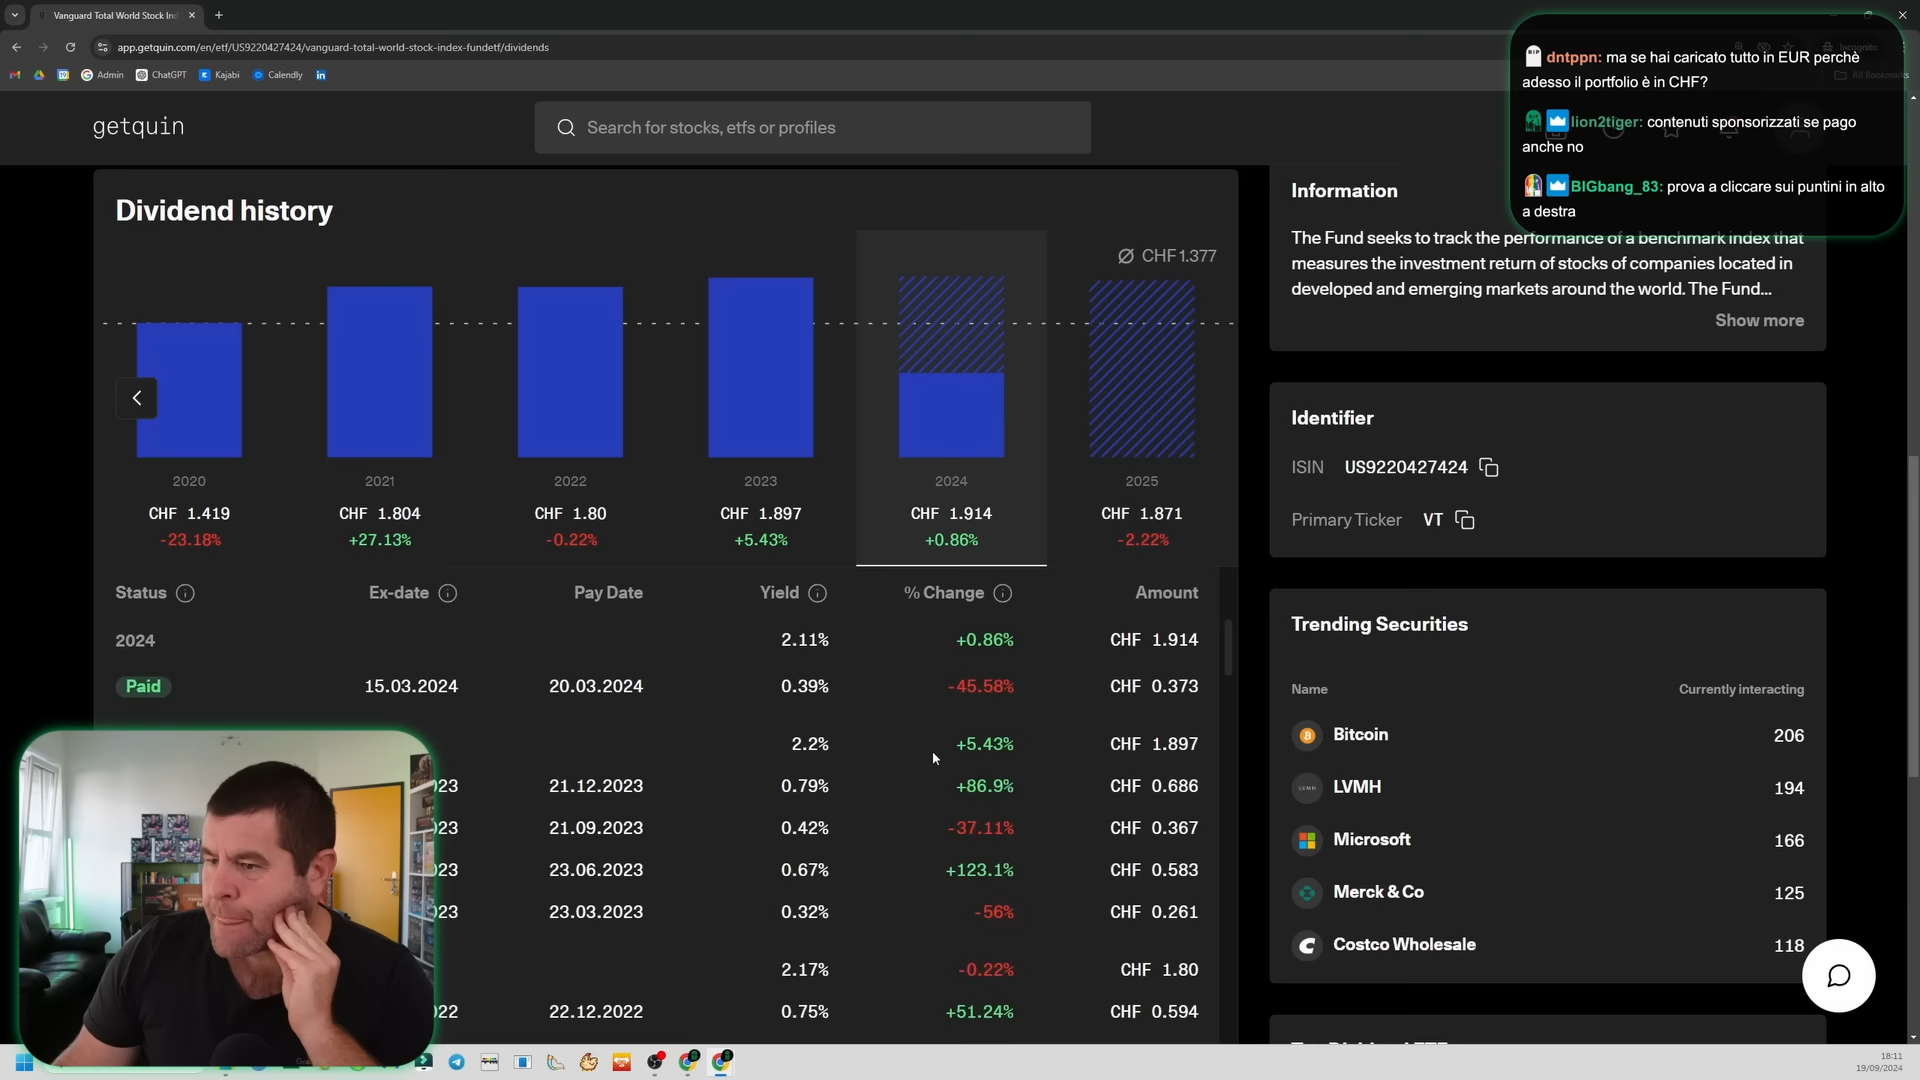 Vanguard Total World Stock Ind
app.getquin.com/en/etf/US9220427424/vanguard-total-world-stock-index-fundetf/dividends
Incognito
Admin
ChatGPT
Kajabi
Calendly
All Bookmarks
dntppn: ma se hai caricato tutto in EUR perchè
adesso il portfolio è in CHF?
lion2tiger: contenuti sponsorizzati se pago
anche no
BIGbang_83: prova a cliccare sui puntini in alto
a destra
getquin
Search for stocks, etfs or profiles
Dividend history
Ø CHF 1.377
2020 2021 2022 2023 2024 2025
CHF 1.419 CHF 1.804 CHF 1.80 CHF 1.897 CHF 1.914 CHF 1.871
-23.18% +27.13% -0.22% +5.43% +0.86% -2.22%
Status Ex-date Pay Date Yield % Change Amount
2024 2.11% +0.86% CHF 1.914
Paid 15.03.2024 20.03.2024 0.39% -45.58% CHF 0.373
2.2% +5.43% CHF 1.897
23 21.12.2023 0.79% +86.9% CHF 0.686
23 21.09.2023 0.42% -37.11% CHF 0.367
23 23.06.2023 0.67% +123.1% CHF 0.583
23 23.03.2023 0.32% -56% CHF 0.261
2.17% -0.22% CHF 1.80
22 22.12.2022 0.75% +51.24% CHF 0.594
Information
The Fund seeks to track the performance of a benchmark index that
measures the investment return of stocks of companies located in
developed and emerging markets around the world. The Fund...
Show more
Identifier
ISIN US9220427424
Primary Ticker VT
Trending Securities
Name Currently interacting
Bitcoin 206
LVMH 194
Microsoft 166
Merck & Co 125
Costco Wholesale 118
18:11
19/09/2024